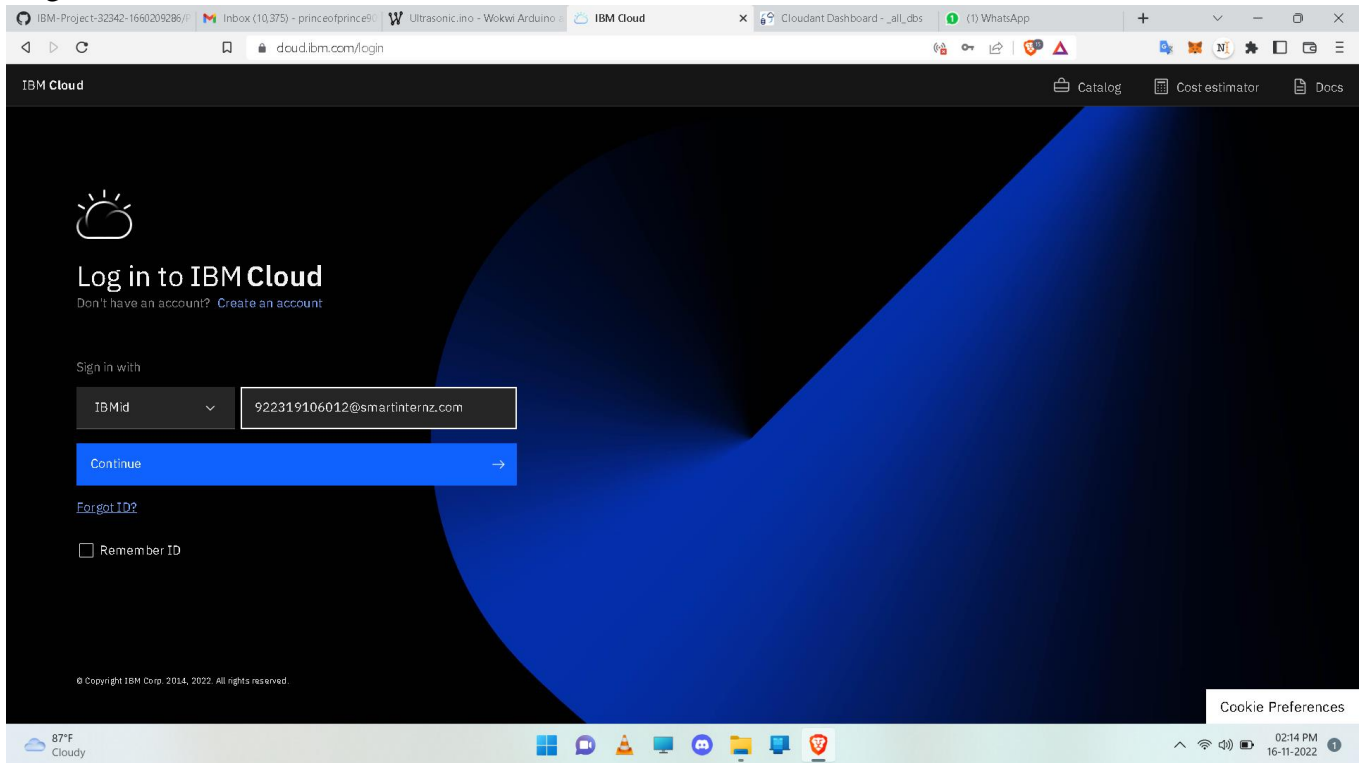 IBM-Project-32342-1660209286/P
Inbox (10,375) - princeofprince90
Ultrasonic.ino - Wokwi Arduino a
IBM Cloud
Cloudant Dashboard - _all_dbs
(1) WhatsApp
cloud.ibm.com/login
IBM Cloud
Catalog
Cost estimator
Docs
Log in to IBM Cloud
Don't have an account? Create an account
Sign in with
IBMid
922319106012@smartinternz.com
Continue
Forgot ID?
Remember ID
© Copyright IBM Corp. 2014, 2022. All rights reserved.
Cookie Preferences
87°F
Cloudy
02:14 PM
16-11-2022
1